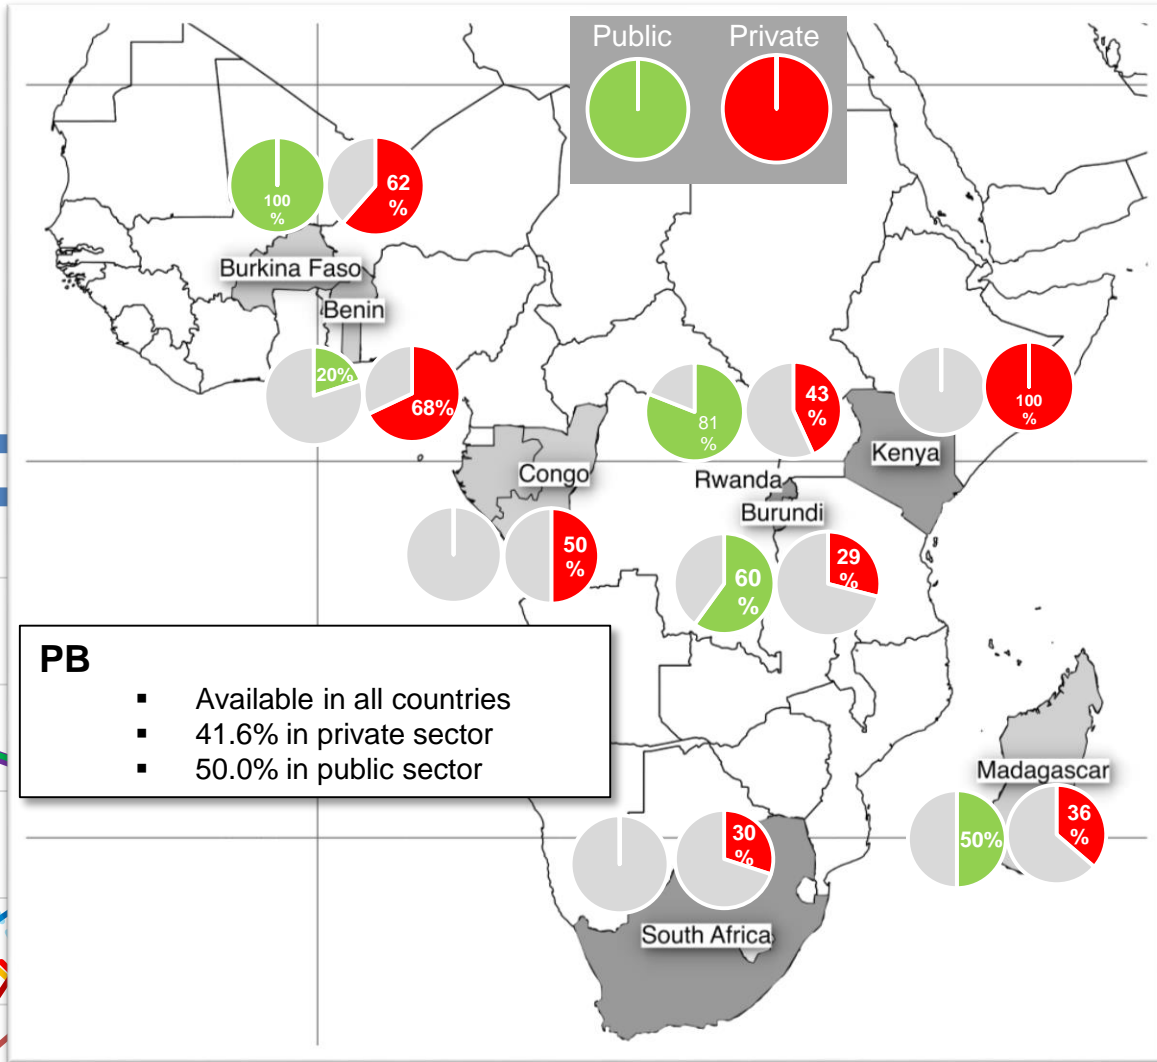 Public Private
100
%
62
%
Burkina Faso
Benin
20%
68%
81
%
43
%
100
%
Kenya
Congo
Rwanda
Burundi
50
%
60
%
29
%
PB
▪ Available in all countries
▪ 41.6% in private sector
▪ 50.0% in public sector
Madagascar
50%
36
%
30
%
South Africa